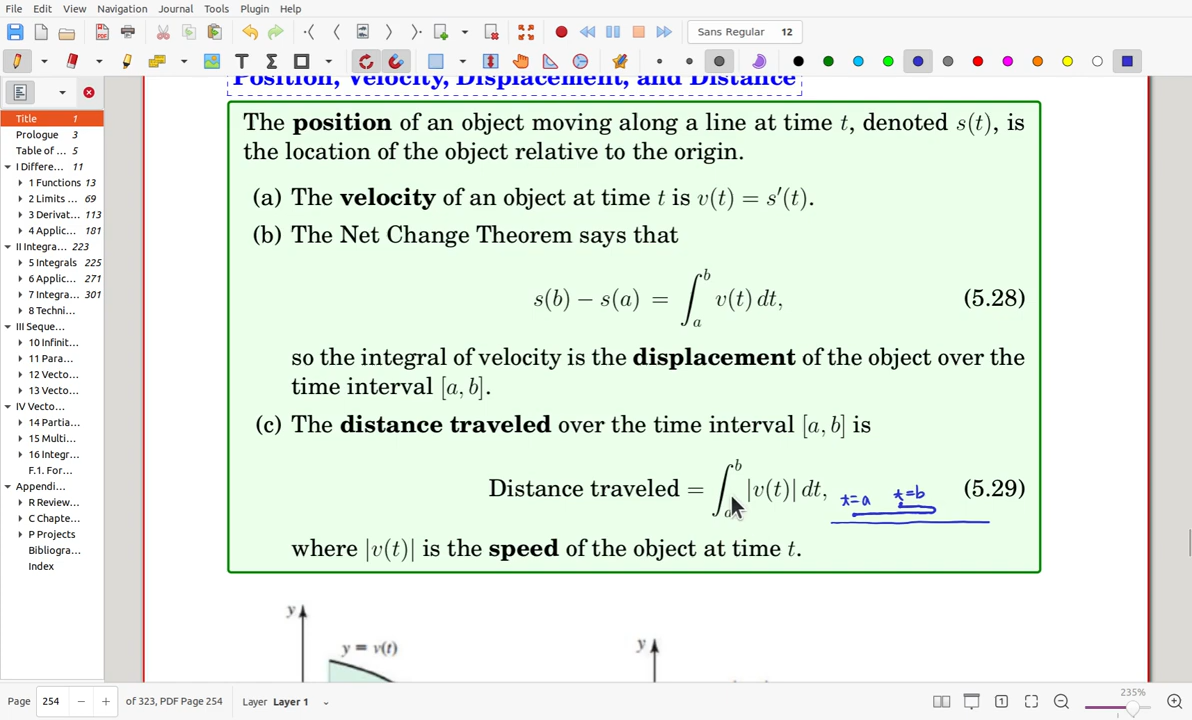 File Edit View Navigation Journal Tools Plugin Help
Sans Regular 12
Position, Velocity, Displacement, and Distance
Title 1
Prologue 3
Table of ... 5
I Differe... 11
1 Functions 13
2 Limits ... 69
3 Derivat... 113
4 Applic... 181
II Integra... 223
5 Integrals 225
6 Applic... 271
7 Integra... 301
8 Techni...
III Seque...
10 Infinit...
11 Para...
12 Vecto...
13 Vecto...
IV Vecto...
14 Partia...
15 Multi...
16 Integr...
F.1. For...
Appendi...
R Review...
C Chapte...
P Projects
Bibliogra...
Index
The position of an object moving along a line at time t, denoted s(t), is
the location of the object relative to the origin.
(a) The velocity of an object at time t is v(t) = s′(t).
(b) The Net Change Theorem says that
s(b) − s(a) = ∫_a^b v(t) dt, (5.28)
so the integral of velocity is the displacement of the object over the
time interval [a, b].
(c) The distance traveled over the time interval [a, b] is
Distance traveled = ∫_a^b |v(t)| dt, (5.29)
t=a t=b
where |v(t)| is the speed of the object at time t.
y
y = v(t)
y
Page 254 − + of 323, PDF Page 254 Layer Layer 1 235%